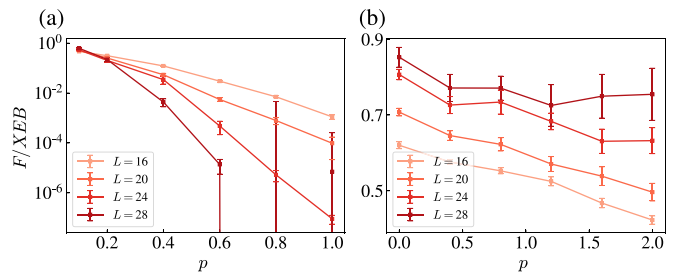 (a)
(b)
F/XEB
10⁰
10⁻²
10⁻⁴
10⁻⁶
L = 16
L = 20
L = 24
L = 28
0.2 0.4 0.6 0.8 1.0
p
0.9
0.7
0.5
L = 16
L = 20
L = 24
L = 28
0.0 0.5 1.0 1.5 2.0
p